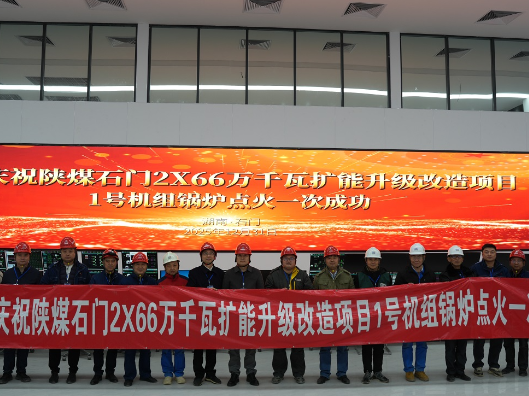 庆祝陕煤石门2X66万千瓦扩能升级改造项目
1号机组锅炉点火一次成功
湖南·石门
庆祝陕煤石门2X66万千瓦扩能升级改造项目1号机组锅炉点火一